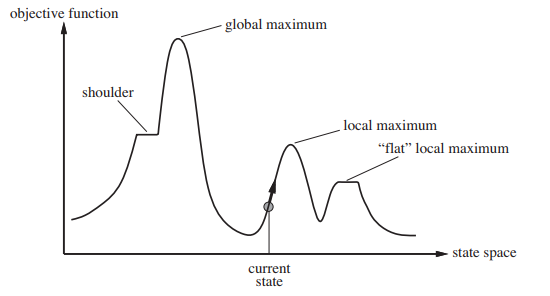 objective function
global maximum
shoulder
local maximum
“flat” local maximum
state space
current
state